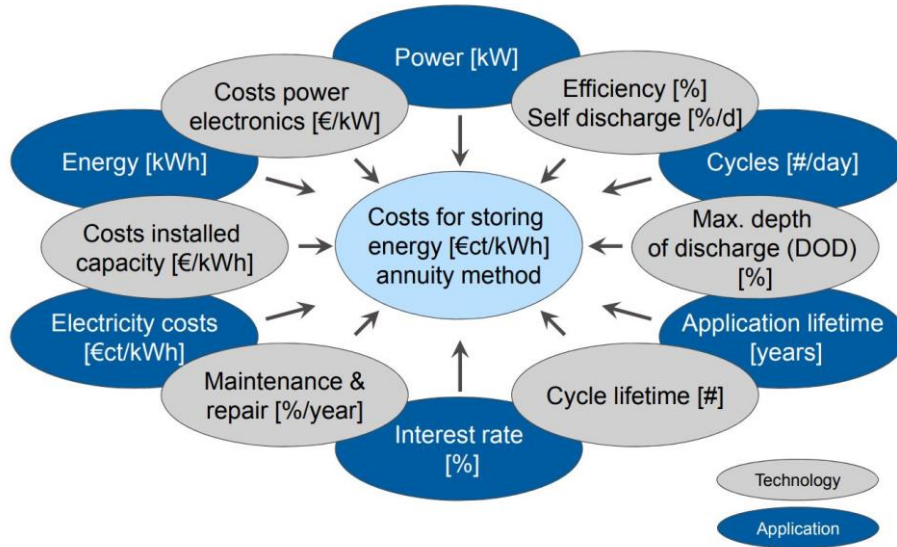 Power [kW]
Costs power
electronics [€/kW]
Efficiency [%]
Self discharge [%/d]
Energy [kWh]
Cycles [#/day]
Costs installed
capacity [€/kWh]
Costs for storing
energy [€ct/kWh]
annuity method
Max. depth
of discharge (DOD)
[%]
Electricity costs
[€ct/kWh]
Application lifetime
[years]
Maintenance &
repair [%/year]
Cycle lifetime [#]
Interest rate
[%]
Technology
Application